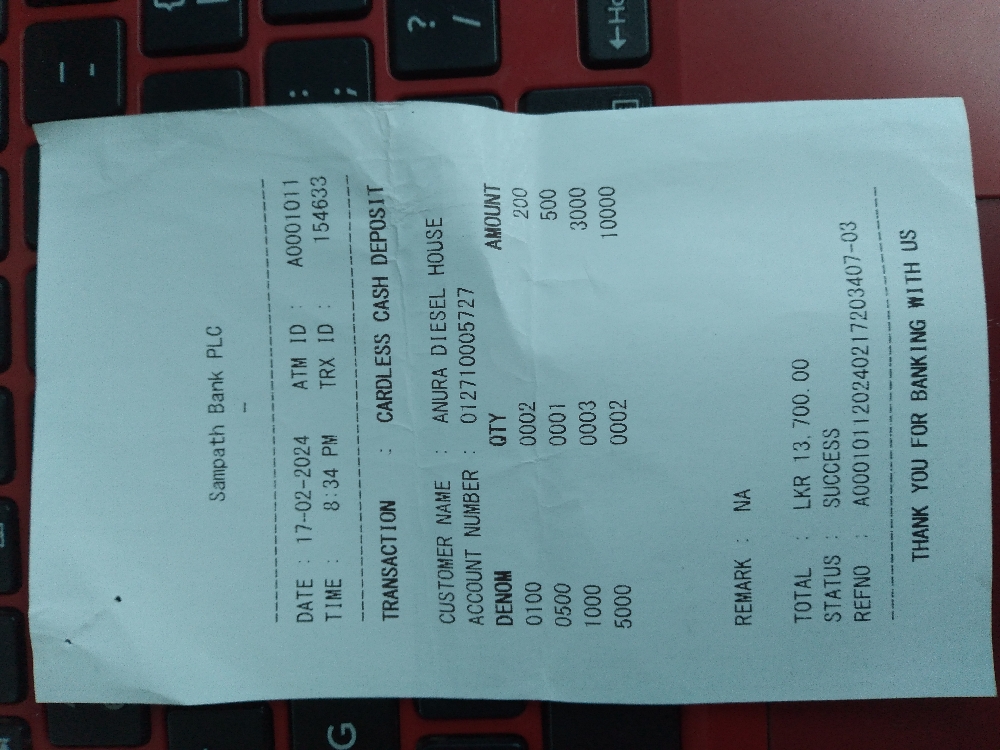 Sampath Bank PLC
-
DATE : 17-02-2024 ATM ID : A0001011
TIME : 8:34 PM TRX ID : 154633
TRANSACTION : CARDLESS CASH DEPOSIT
CUSTOMER NAME : ANURA DIESEL HOUSE
ACCOUNT NUMBER : 012710005727
DENOM QTY AMOUNT
0100 0002 200
0500 0001 500
1000 0003 3000
5000 0002 10000
REMARK : NA
TOTAL : LKR 13,700.00
STATUS : SUCCESS
REFNO : A000101120240217203407-03
THANK YOU FOR BANKING WITH US